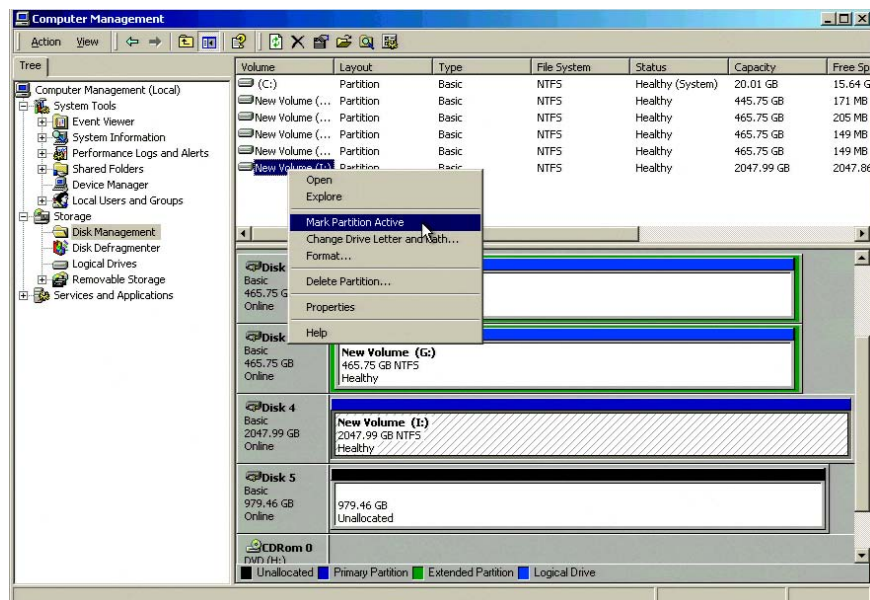 Computer Management
Action View
Tree
Computer Management (Local)
System Tools
Event Viewer
System Information
Performance Logs and Alerts
Shared Folders
Device Manager
Local Users and Groups
Storage
Disk Management
Disk Defragmenter
Logical Drives
Removable Storage
Services and Applications
Volume Layout Type File System Status Capacity Free Sp
(C:) Partition Basic NTFS Healthy (System) 20.01 GB 15.64 G
New Volume (... Partition Basic NTFS Healthy 445.75 GB 171 MB
New Volume (... Partition Basic NTFS Healthy 465.75 GB 205 MB
New Volume (... Partition Basic NTFS Healthy 465.75 GB 149 MB
New Volume (... Partition Basic NTFS Healthy 465.75 GB 149 MB
New Volume (I:) Partition Basic NTFS Healthy 2047.99 GB 2047.86
Open
Explore
Mark Partition Active
Change Drive Letter and Path...
Format...
Delete Partition...
Properties
Help
Disk
Basic
465.75 G
Online
Disk
Basic
465.75 GB
Online
New Volume (G:)
465.75 GB NTFS
Healthy
Disk 4
Basic
2047.99 GB
Online
New Volume (I:)
2047.99 GB NTFS
Healthy
Disk 5
Basic
979.46 GB
Online
979.46 GB
Unallocated
CDRom 0
DVD (H:)
Unallocated Primary Partition Extended Partition Logical Drive